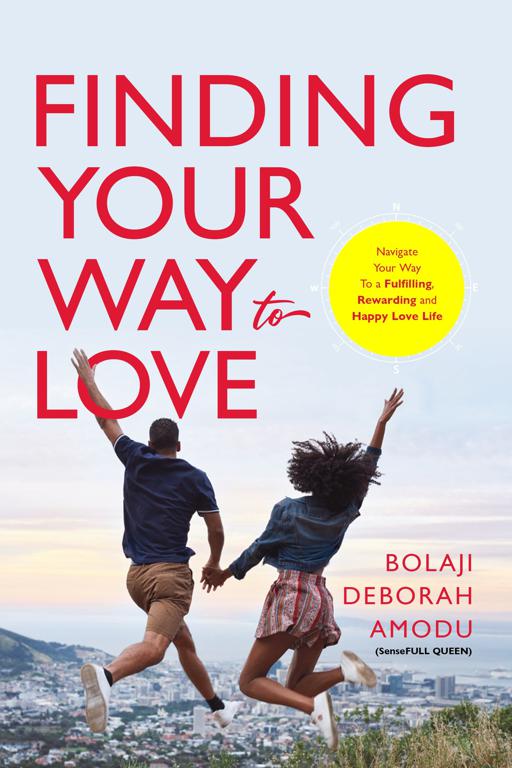 FINDING
YOUR
WAY to
LOVE
N
W
E
S
Navigate
Your Way
To a Fulfilling,
Rewarding and
Happy Love Life
BOLAJI
DEBORAH
AMODU
(SenseFULL QUEEN)